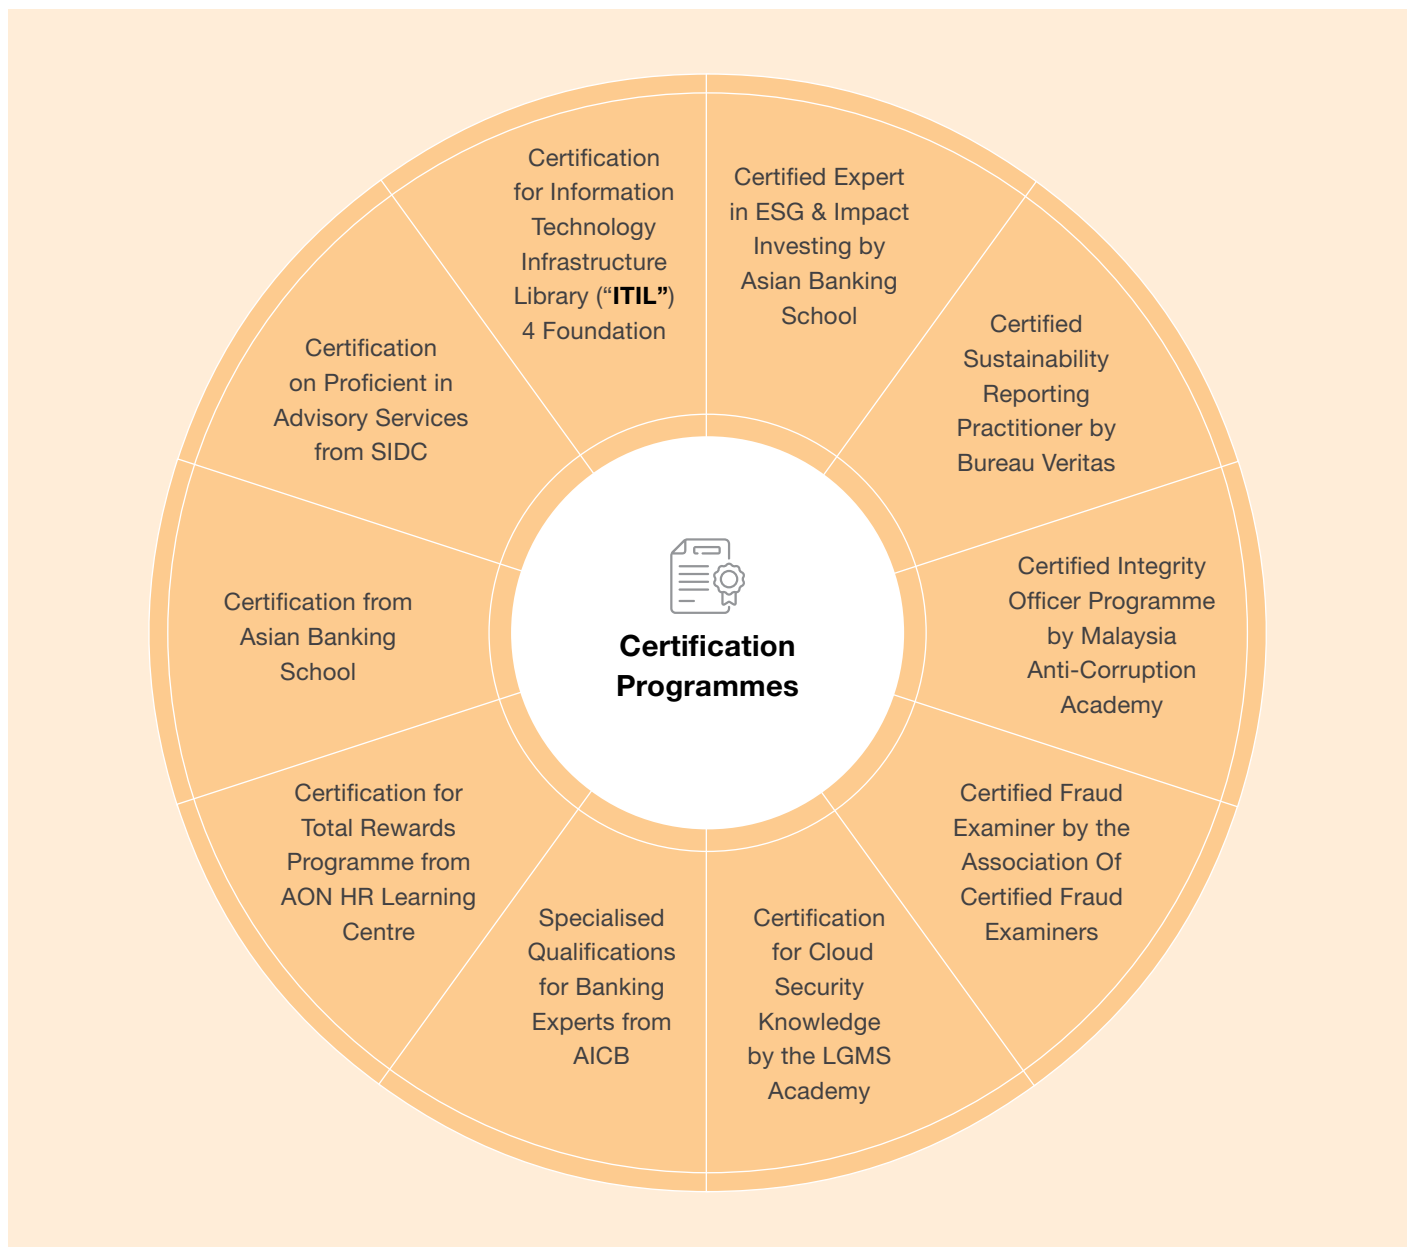 Certification
Programmes
Certified Expert
in ESG & Impact
Investing by
Asian Banking
School
Certified
Sustainability
Reporting
Practitioner by
Bureau Veritas
Certified Integrity
Officer Programme
by Malaysia
Anti-Corruption
Academy
Certified Fraud
Examiner by the
Association Of
Certified Fraud
Examiners
Certification
for Cloud
Security
Knowledge
by the LGMS
Academy
Specialised
Qualifications
for Banking
Experts from
AICB
Certification for
Total Rewards
Programme from
AON HR Learning
Centre
Certification from
Asian Banking
School
Certification
on Proficient in
Advisory Services
from SIDC
Certification
for Information
Technology
Infrastructure
Library (“ITIL”)
4 Foundation